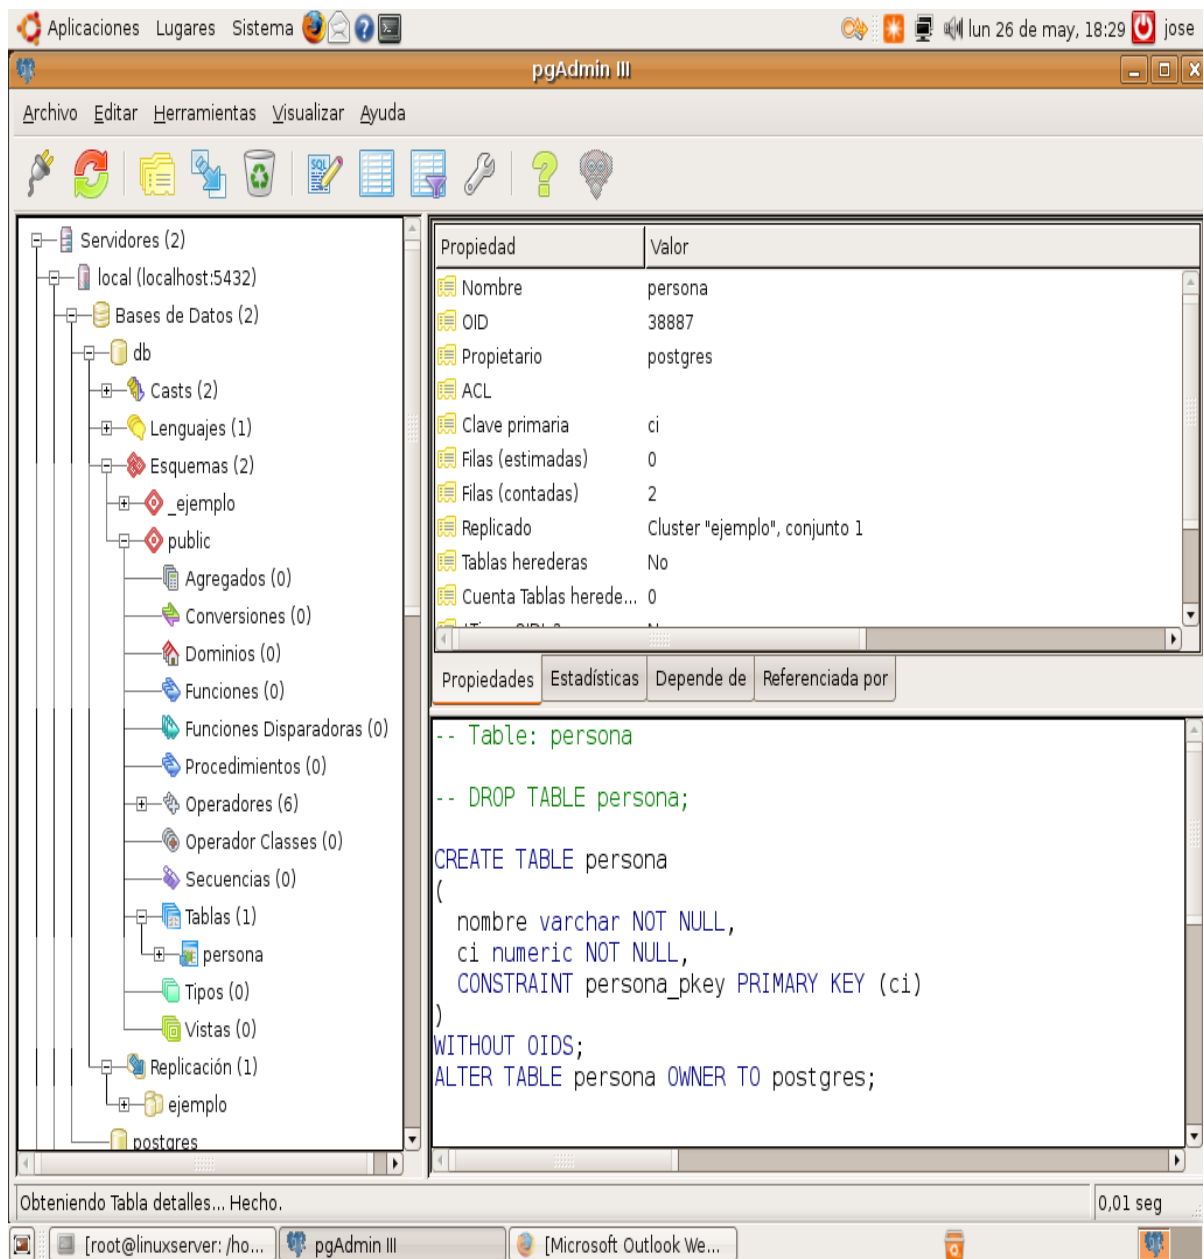 Aplicaciones Lugares Sistema lun 26 de may, 18:29 jose
pgAdmin III
Archivo Editar Herramientas Visualizar Ayuda
SQL
Servidores (2)
local (localhost:5432)
Bases de Datos (2)
db
Casts (2)
Lenguajes (1)
Esquemas (2)
_ejemplo
public
Agregados (0)
Conversiones (0)
Dominios (0)
Funciones (0)
Funciones Disparadoras (0)
Procedimientos (0)
Operadores (6)
Operador Classes (0)
Secuencias (0)
Tablas (1)
persona
Tipos (0)
Vistas (0)
Replicación (1)
ejemplo
postgres
Propiedad Valor
Nombre persona
OID 38887
Propietario postgres
ACL
Clave primaria ci
Filas (estimadas) 0
Filas (contadas) 2
Replicado Cluster "ejemplo", conjunto 1
Tablas herederas No
Cuenta Tablas herede... 0
Propiedades Estadísticas Depende de Referenciada por
-- Table: persona
-- DROP TABLE persona;
CREATE TABLE persona
(
nombre varchar NOT NULL,
ci numeric NOT NULL,
CONSTRAINT persona_pkey PRIMARY KEY (ci)
)
WITHOUT OIDS;
ALTER TABLE persona OWNER TO postgres;
Obteniendo Tabla detalles... Hecho. 0,01 seg
[root@linuxserver: /ho... pgAdmin III [Microsoft Outlook We...